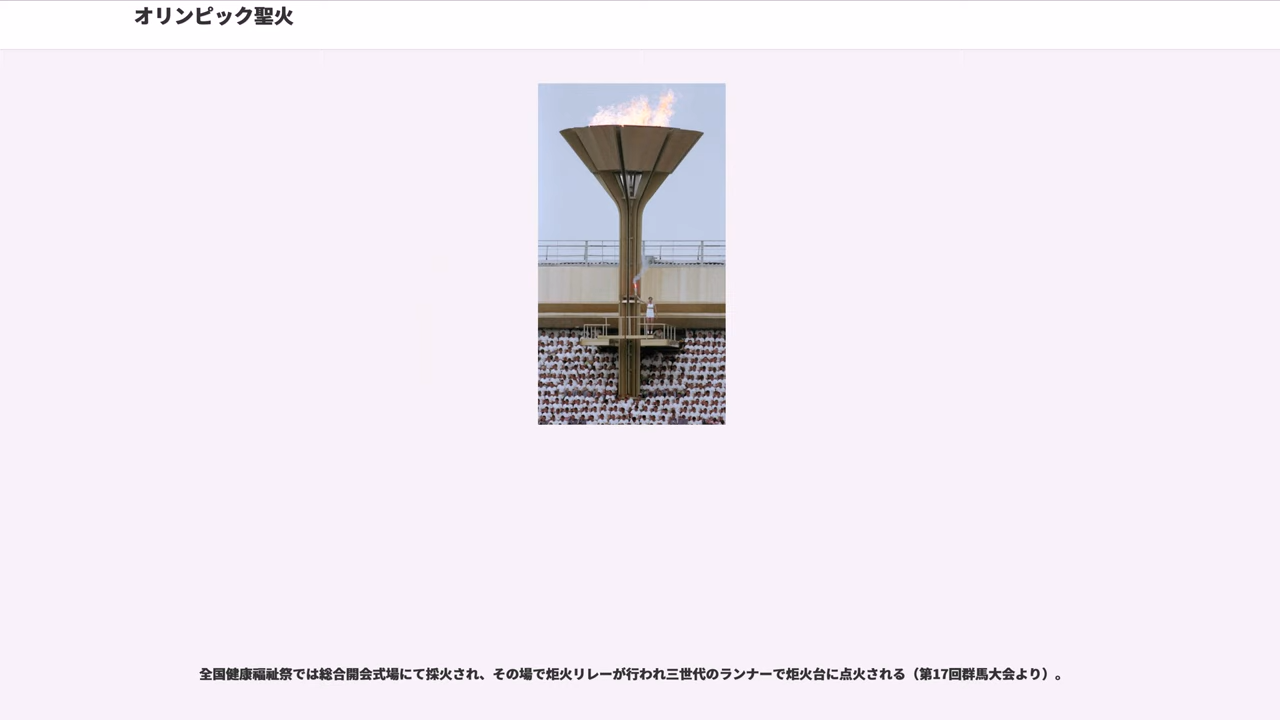 オリンピック聖火
全国健康福祉祭では総合開会式場にて採火され、その場で炬火リレーが行われ三世代のランナーで炬火台に点火される（第17回群馬大会より）。